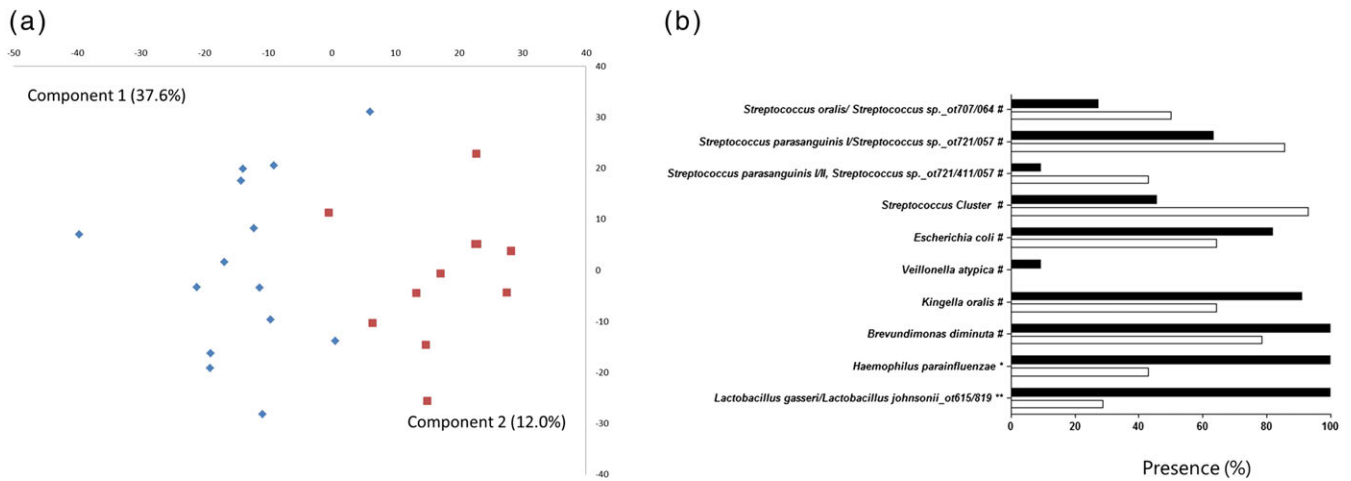 (a)
-50 -40 -30 -20 -10 0 10 20 30 40
Component 1 (37.6%)
40
30
20
10
0
-10
-20
-30
-40
Component 2 (12.0%)
(b)
Streptococcus oralis/ Streptococcus sp._ot707/064 #
Streptococcus parasanguinis I/Streptococcus sp._ot721/057 #
Streptococcus parasanguinis I/II, Streptococcus sp._ot721/411/057 #
Streptococcus Cluster #
Escherichia coli #
Veillonella atypica #
Kingella oralis #
Brevundimonas diminuta #
Haemophilus parainfluenzae *
Lactobacillus gasseri/Lactobacillus johnsonii_ot615/819 **
0 20 40 60 80 100
Presence (%)